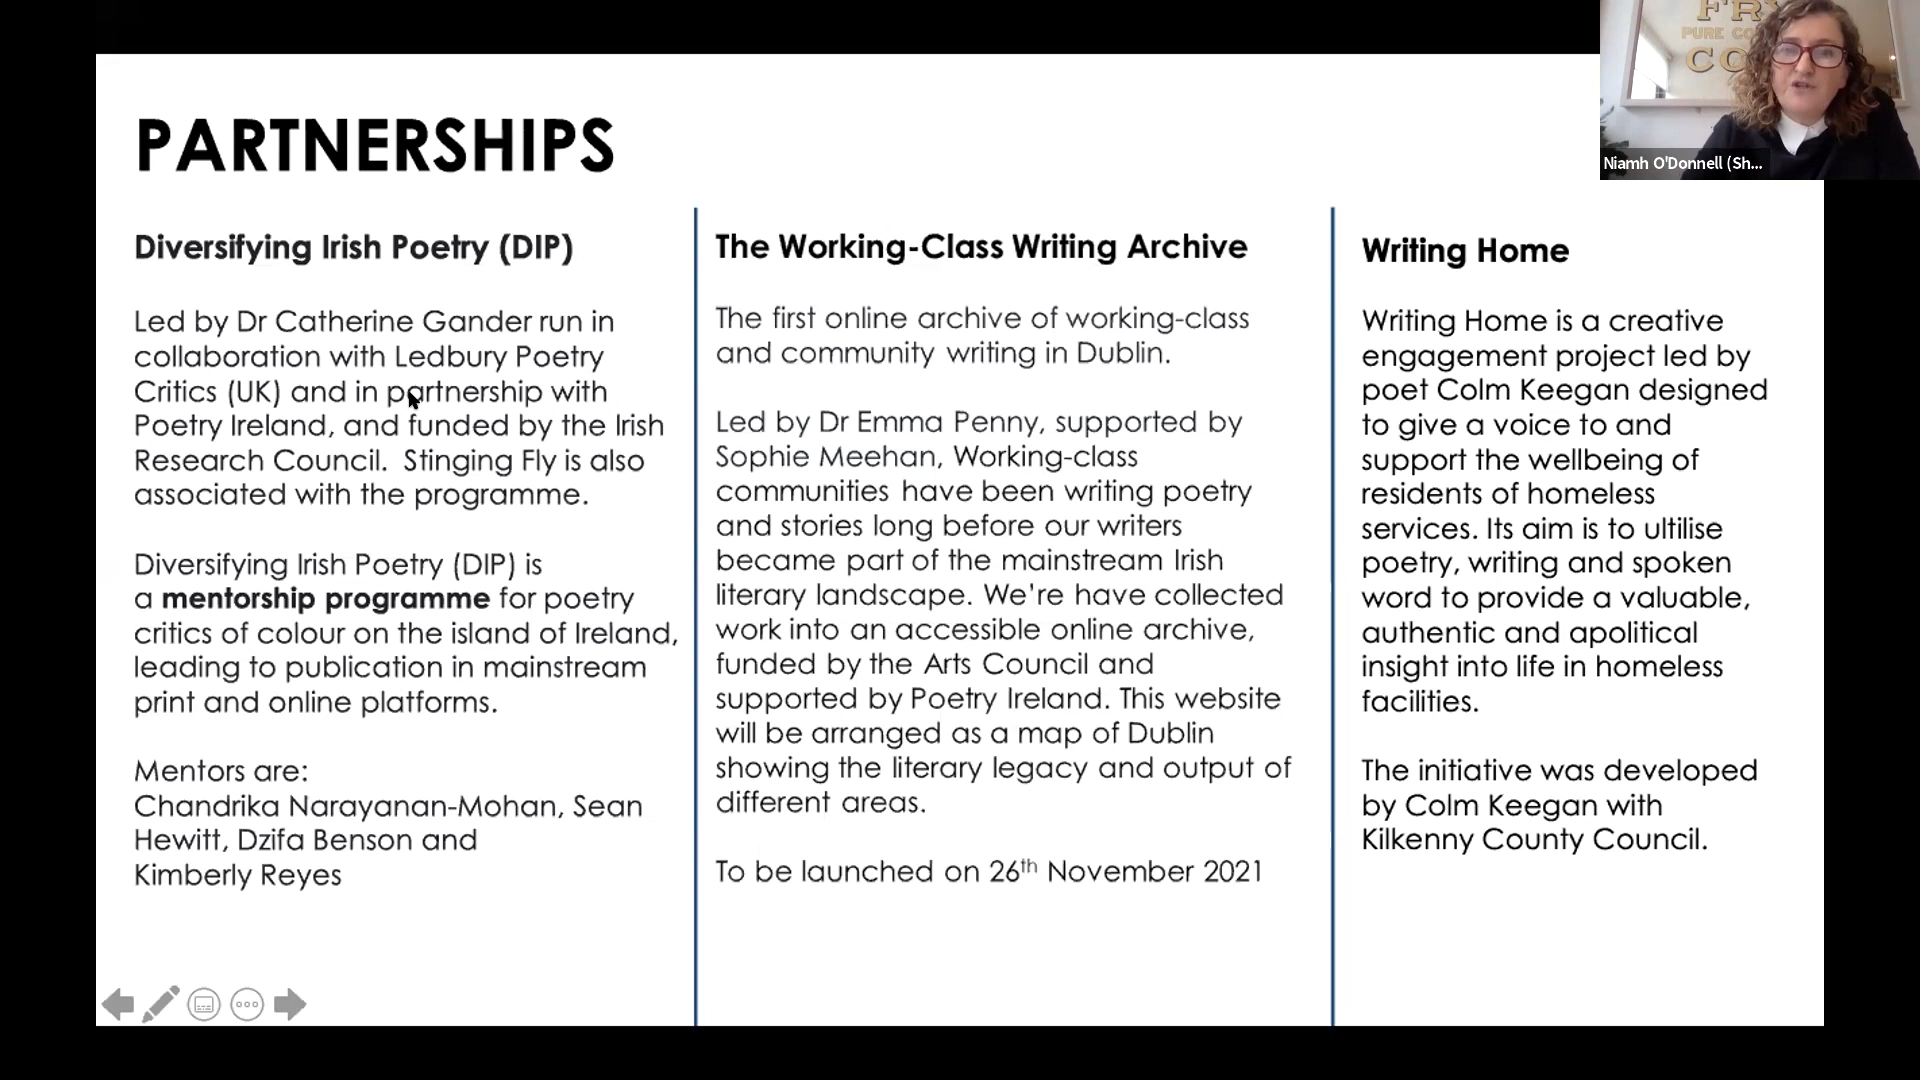 FR
PURE CO
CO
Niamh O'Donnell (Sh...
PARTNERSHIPS
Diversifying Irish Poetry (DIP)
Led by Dr Catherine Gander run in
collaboration with Ledbury Poetry
Critics (UK) and in partnership with
Poetry Ireland, and funded by the Irish
Research Council.  Stinging Fly is also
associated with the programme.
Diversifying Irish Poetry (DIP) is
a mentorship programme for poetry
critics of colour on the island of Ireland,
leading to publication in mainstream
print and online platforms.
Mentors are:
Chandrika Narayanan-Mohan, Sean
Hewitt, Dzifa Benson and
Kimberly Reyes
The Working-Class Writing Archive
The first online archive of working-class
and community writing in Dublin.
Led by Dr Emma Penny, supported by
Sophie Meehan, Working-class
communities have been writing poetry
and stories long before our writers
became part of the mainstream Irish
literary landscape. We're have collected
work into an accessible online archive,
funded by the Arts Council and
supported by Poetry Ireland. This website
will be arranged as a map of Dublin
showing the literary legacy and output of
different areas.
To be launched on 26th November 2021
Writing Home
Writing Home is a creative
engagement project led by
poet Colm Keegan designed
to give a voice to and
support the wellbeing of
residents of homeless
services. Its aim is to ultilise
poetry, writing and spoken
word to provide a valuable,
authentic and apolitical
insight into life in homeless
facilities.
The initiative was developed
by Colm Keegan with
Kilkenny County Council.